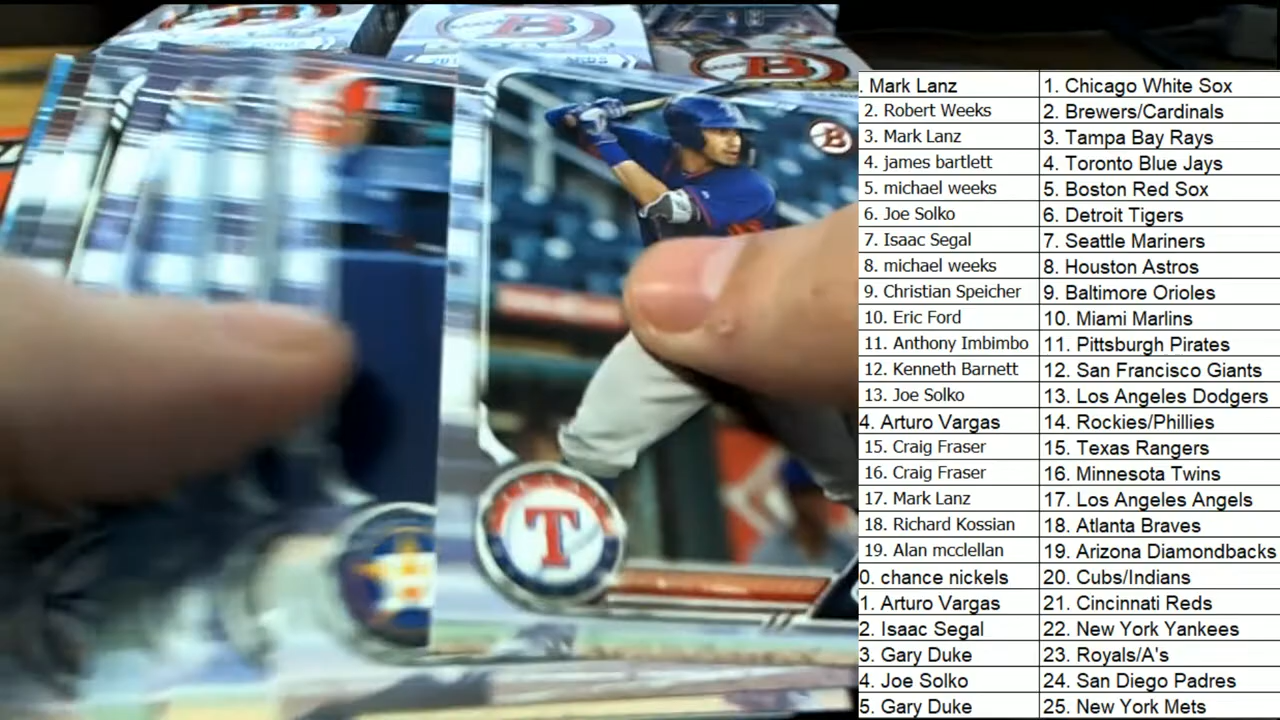 . Mark Lanz 1. Chicago White Sox
2. Robert Weeks 2. Brewers/Cardinals
3. Mark Lanz 3. Tampa Bay Rays
4. james bartlett 4. Toronto Blue Jays
5. michael weeks 5. Boston Red Sox
6. Joe Solko 6. Detroit Tigers
7. Isaac Segal 7. Seattle Mariners
8. michael weeks 8. Houston Astros
9. Christian Speicher 9. Baltimore Orioles
10. Eric Ford 10. Miami Marlins
11. Anthony Imbimbo 11. Pittsburgh Pirates
12. Kenneth Barnett 12. San Francisco Giants
13. Joe Solko 13. Los Angeles Dodgers
4. Arturo Vargas 14. Rockies/Phillies
15. Craig Fraser 15. Texas Rangers
16. Craig Fraser 16. Minnesota Twins
17. Mark Lanz 17. Los Angeles Angels
18. Richard Kossian 18. Atlanta Braves
19. Alan mcclellan 19. Arizona Diamondbacks
0. chance nickels 20. Cubs/Indians
1. Arturo Vargas 21. Cincinnati Reds
2. Isaac Segal 22. New York Yankees
3. Gary Duke 23. Royals/A's
4. Joe Solko 24. San Diego Padres
5. Gary Duke 25. New York Mets
B
B
B
T